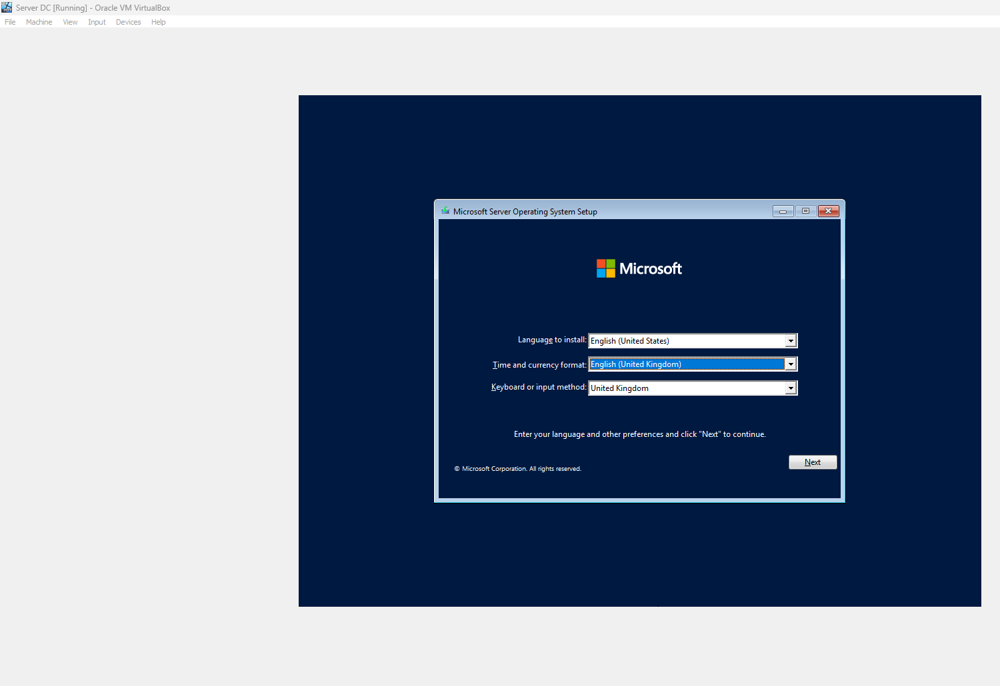 Server DC [Running] - Oracle VM VirtualBox
File Machine View Input Devices Help
Microsoft Server Operating System Setup
Microsoft
Language to install: English (United States)
Time and currency format: English (United Kingdom)
Keyboard or input method: United Kingdom
Enter your language and other preferences and click "Next" to continue.
Next
© Microsoft Corporation. All rights reserved.